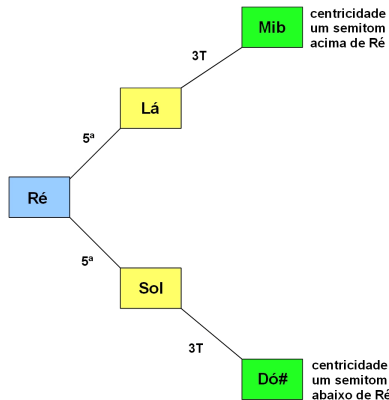 Mib
centricidade
um semitom
acima de Ré
3T
Lá
5ª
Ré
5ª
Sol
3T
Dó#
centricidade
um semitom
abaixo de Ré